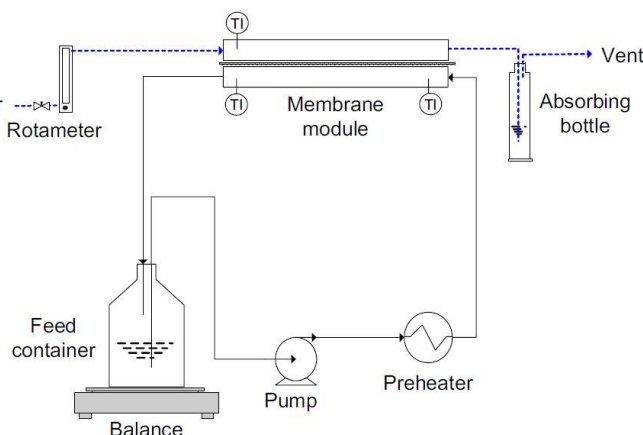 TI
Vent
Rotameter
TI
TI
Membrane
module
Absorbing
bottle
Feed
container
Preheater
Pump
Balance